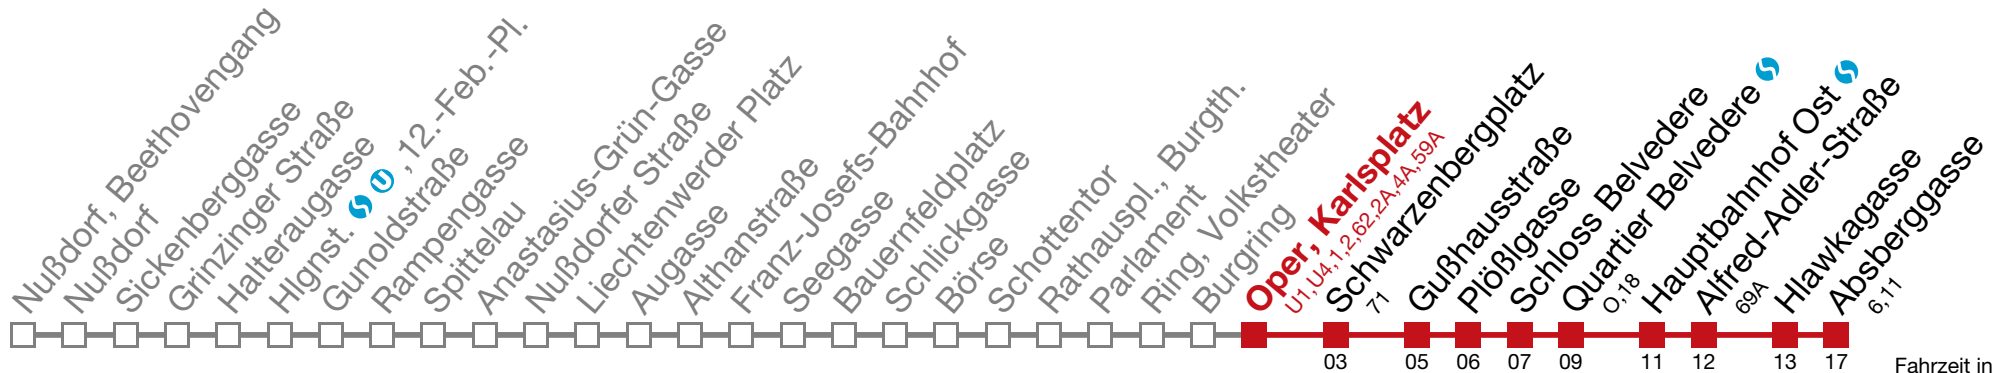 Nußdorf, Beethovengang
Nußdorf
Sickenberggasse
Grinzinger Straße
Halteraugasse
Hlgnst. S U , 12.-Feb.-Pl.
Gunoldstraße
Rampengasse
Spittelau
Anastasius-Grün-Gasse
Nußdorfer Straße
Liechtenwerder Platz
Augasse
Althanstraße
Franz-Josefs-Bahnhof
Seegasse
Bauernfeldplatz
Schlickgasse
Börse
Schottentor
Rathauspl., Burgth.
Parlament
Ring, Volkstheater
Burgring
Oper, Karlsplatz
U1,U4,1,2,62,2A,4A,59A
Schwarzenbergplatz
71
Gußhausstraße
Plößlgasse
Schloss Belvedere
Quartier Belvedere S
O,18
Hauptbahnhof Ost S
Alfred-Adler-Straße
69A
Hlawkagasse
Absberggasse
6,11
03 05 06 07 09 11 12 13 17 Fahrzeit in